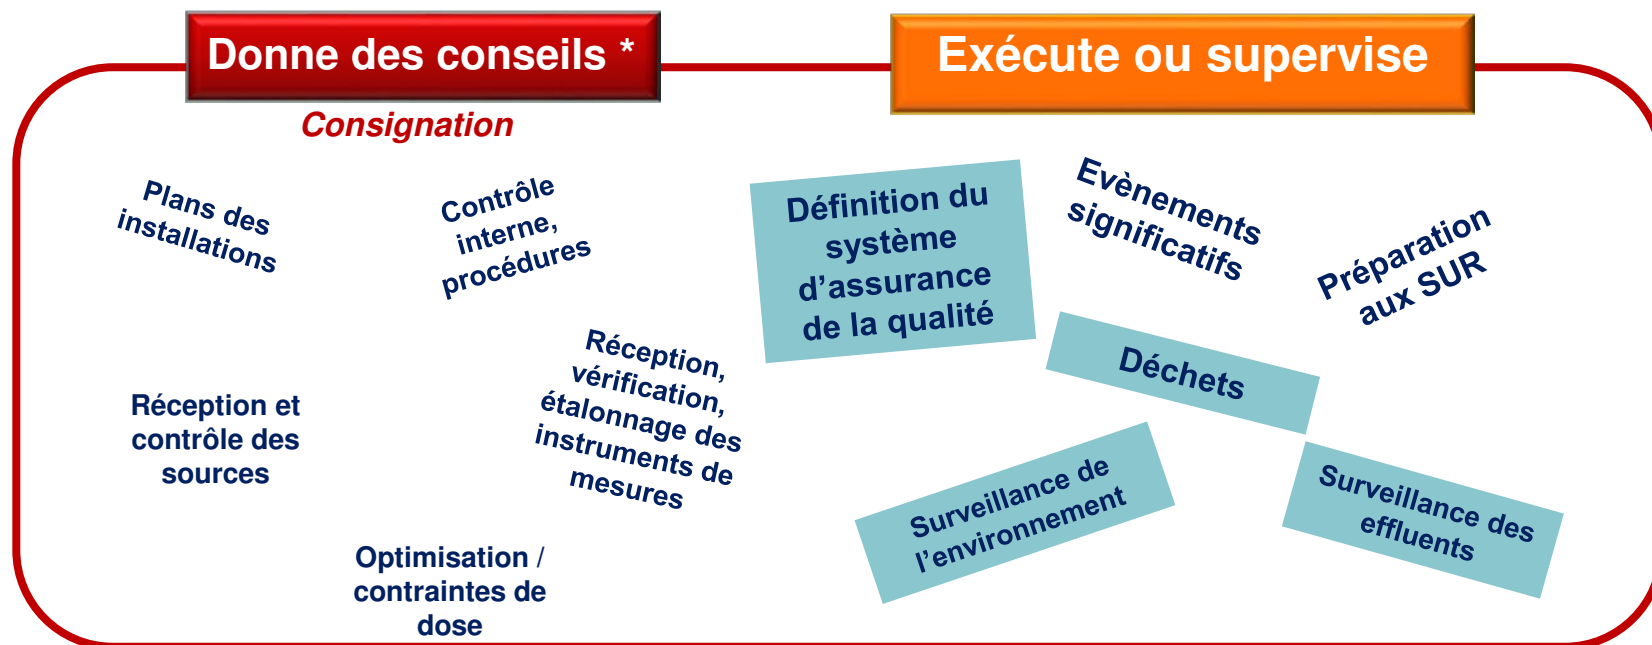 Donne des conseils *
Consignation
Plans des
installations
Contrôle
interne,
procédures
Réception et
contrôle des
sources
Réception,
vérification,
étalonnage des
instruments de
mesures
Optimisation /
contraintes de
dose
Exécute ou supervise
Définition du
système
d’assurance
de la qualité
Evènements
significatifs
Préparation
aux SUR
Déchets
Surveillance de
l’environnement
Surveillance des
effluents